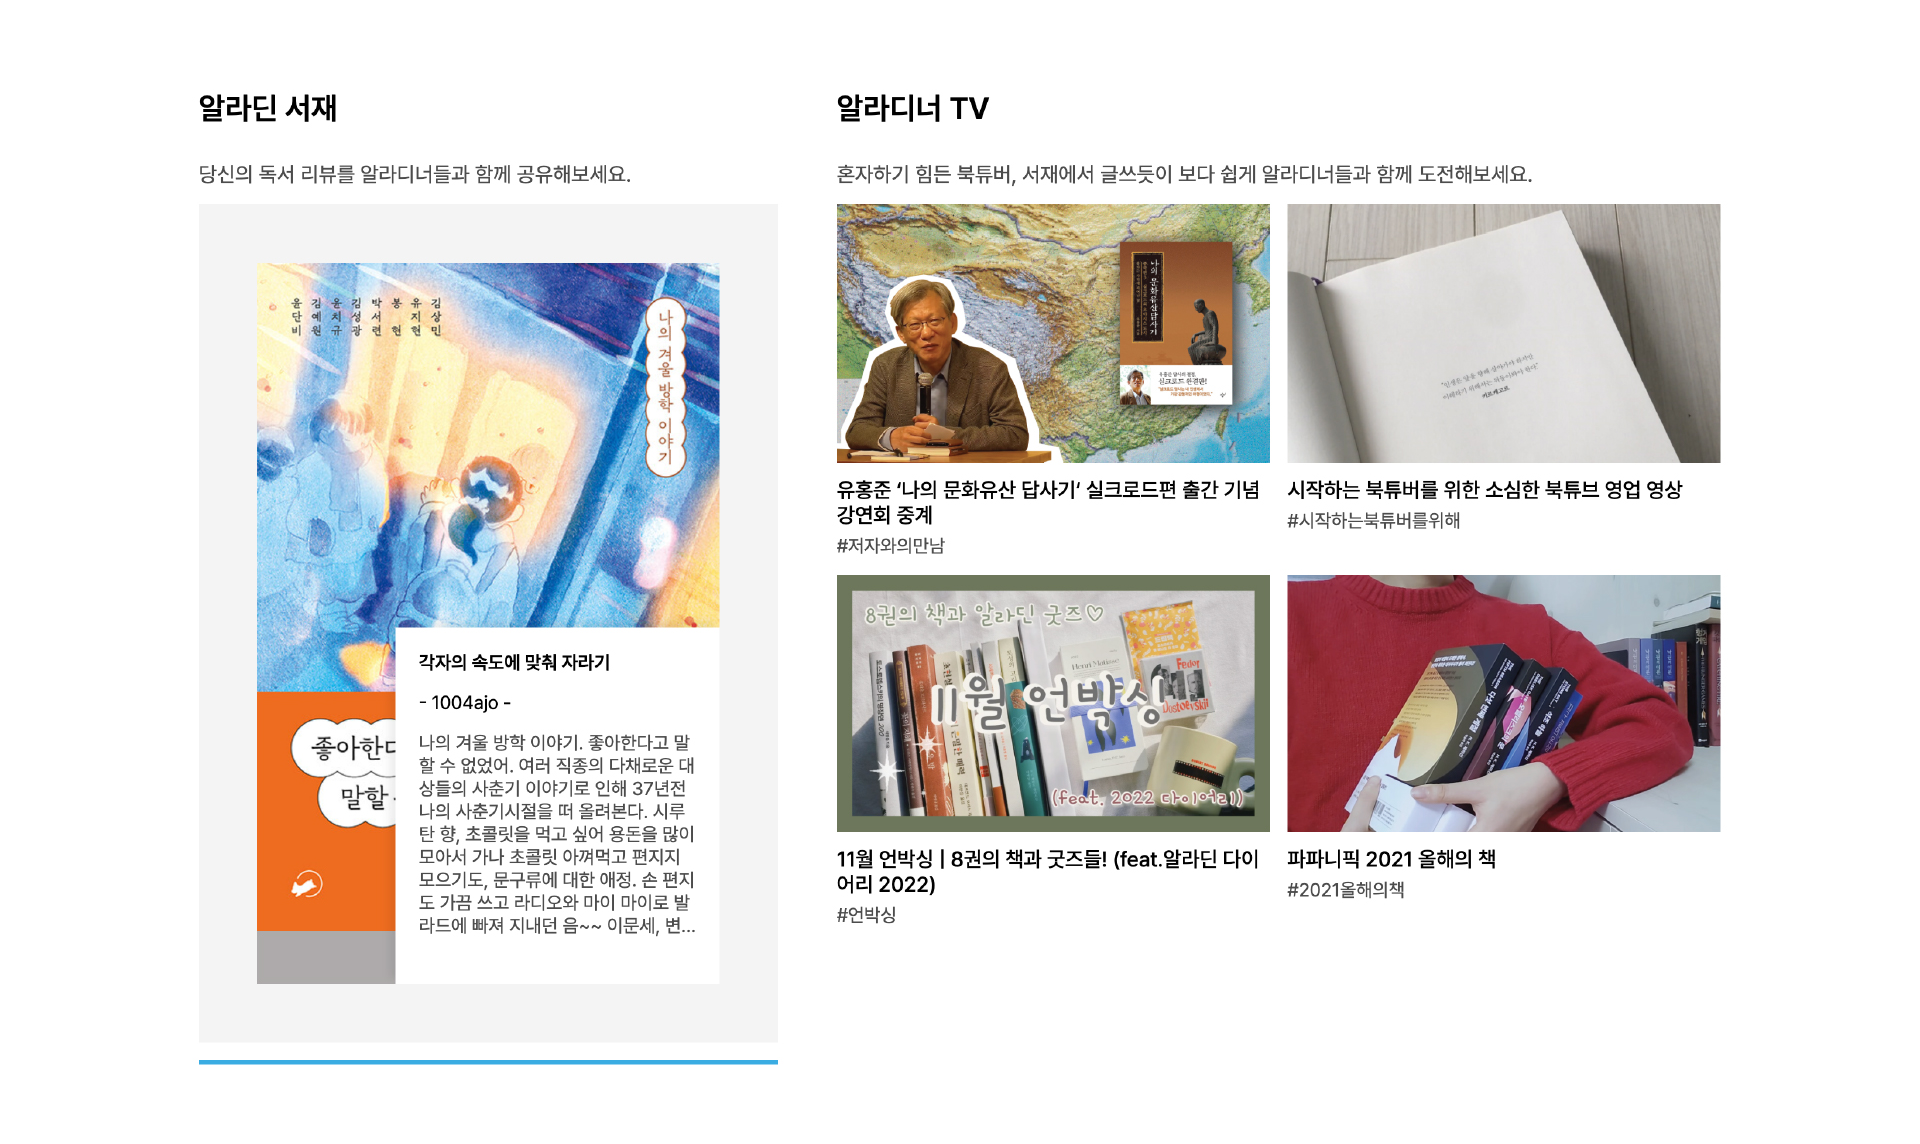 알라딘 서재
당신의 독서 리뷰를 알라디너들과 함께 공유해보세요.
김상민
유지현
봉현
박서련
김성광
윤치규
김예원
윤단비
나의 겨울 방학 이야기
좋아한다
말할
각자의 속도에 맞춰 자라기
- 1004ajo -
나의 겨울 방학 이야기. 좋아한다고 말
할 수 없었어. 여러 직종의 다채로운 대
상들의 사춘기 이야기로 인해 37년전
나의 사춘기시절을 떠 올려본다. 시루
탄 향, 초콜릿을 먹고 싶어 용돈을 많이
모아서 가나 초콜릿 아껴먹고 편지지
모으기도, 문구류에 대한 애정. 손 편지
도 가끔 쓰고 라디오와 마이 마이로 발
라드에 빠져 지내던 음~~ 이문세, 변...
알라디너 TV
혼자하기 힘든 북튜버, 서재에서 글쓰듯이 보다 쉽게 알라디너들과 함께 도전해보세요.
나의 문화유산답사기
실크로드 완결판!
유홍준 ‘나의 문화유산 답사기‘ 실크로드편 출간 기념
강연회 중계
#저자와의만남
키르케고르
시작하는 북튜버를 위한 소심한 북튜브 영업 영상
#시작하는북튜버를위해
8권의 책과 알라딘 굿즈♡
Henri Matisse
Fedor
Dostoevskii
11월 언박싱
(feat. 2022 다이어리)
11월 언박싱 | 8권의 책과 굿즈들! (feat.알라딘 다이
어리 2022)
#언박싱
파파니픽 2021 올해의 책
#2021올해의책